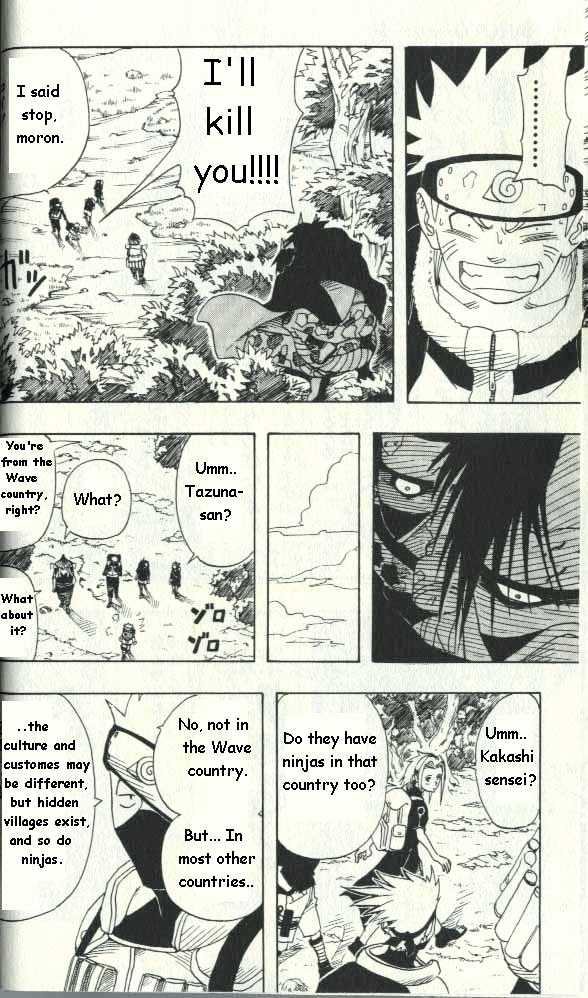 .........
I'll
kill
you!!!!
I said
stop,
moron.
ガッ
Umm..
Tazuna-
san?
What?
You're
from the
Wave
country,
right?
What
about
it?
ゾロ
ゾロ
Umm..
Kakashi
sensei?
Do they have
ninjas in that
country too?
No, not in
the Wave
country.
But... In
most other
countries..
..the
culture and
customes may
be different,
but hidden
villages exist,
and so do
ninjas.